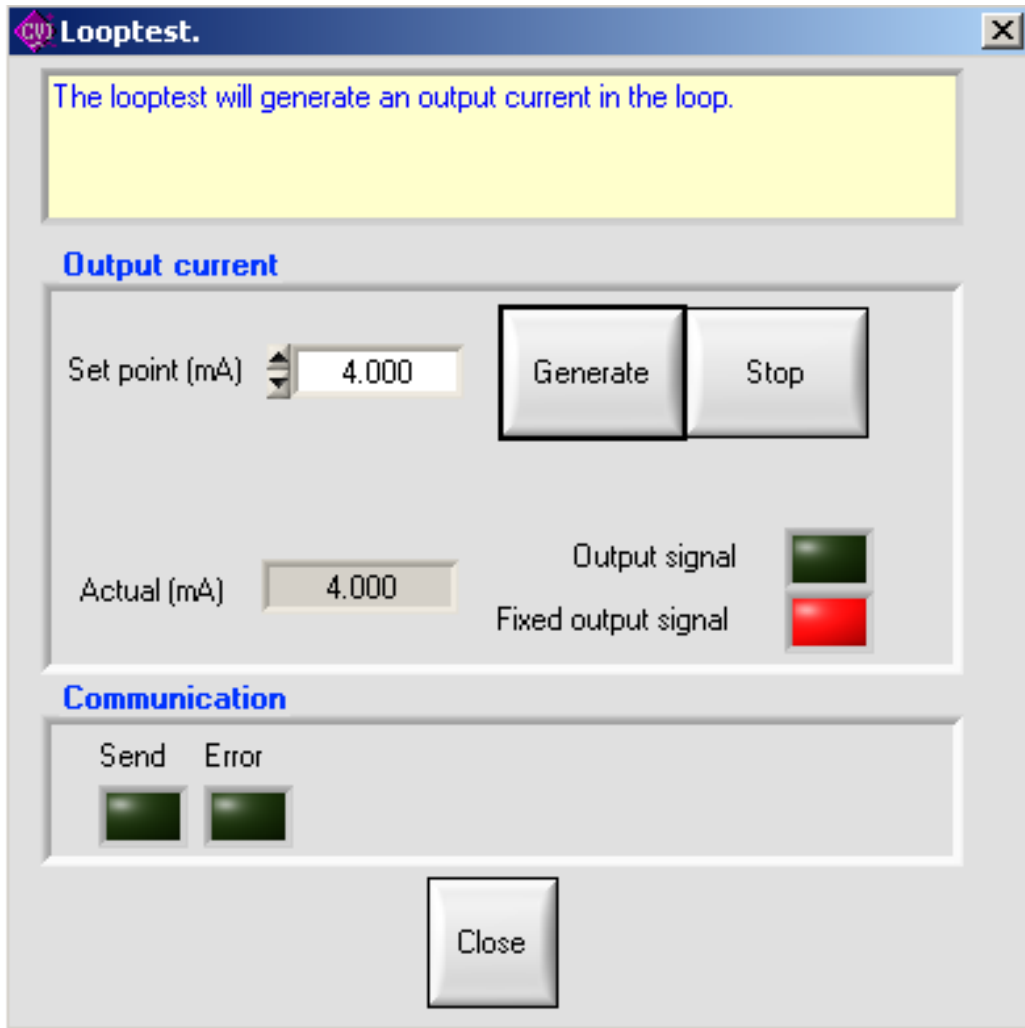 CVI Looptest.
The looptest will generate an output current in the loop.
Output current
Set point (mA) 4.000 Generate Stop
Output signal
Actual (mA) 4.000
Fixed output signal
Communication
Send Error
Close